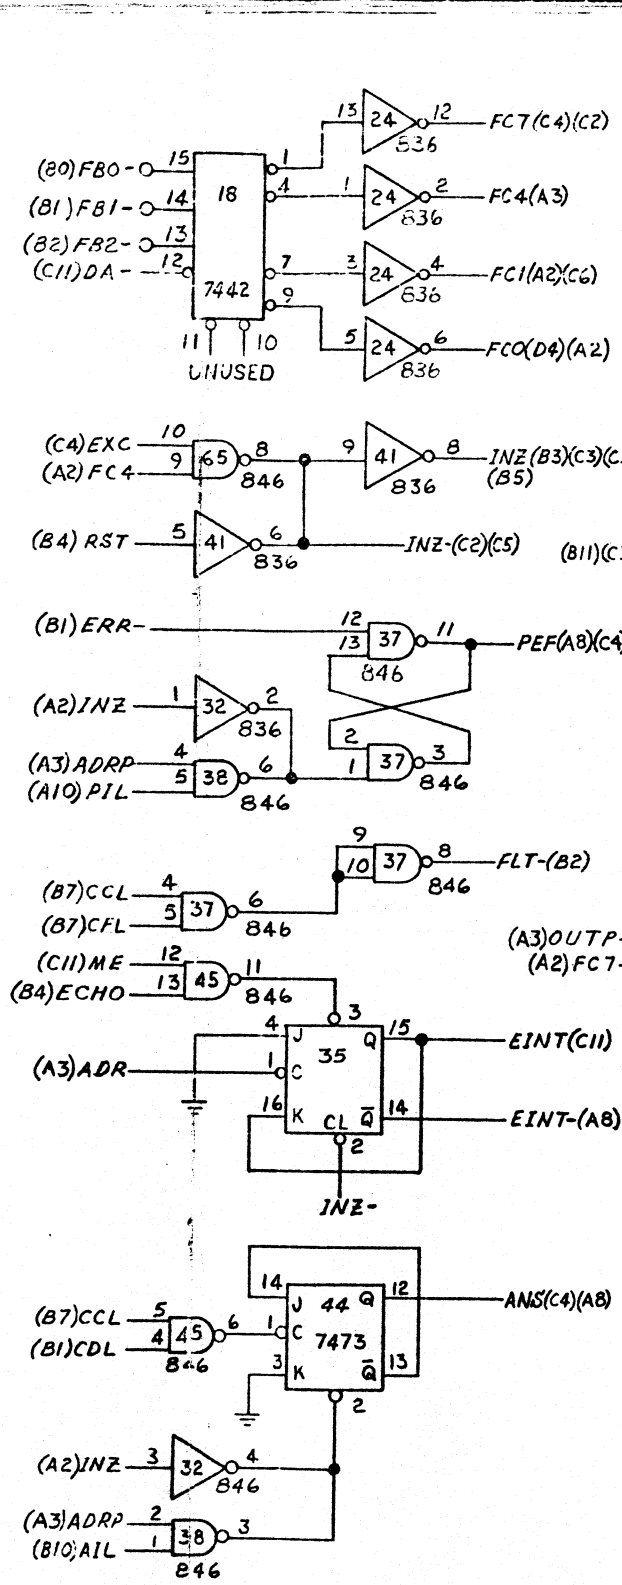 13 24 12 FC7(C4)(C2)
836
(B0)FB0- 15 1
18 4 1 24 2 FC4(A3)
(B1)FB1- 14 836
(B2)FB2- 13
(C11)DA- 12 7 3 24 4 FC1(A2)(C6)
7442 836
9
11 10 5 24 6 FC0(D4)(A2)
UNUSED 836
(C4)EXC 10
65 8 9 41 8 INZ(B3)(C3)(C
(A2)FC4 9 846 836 (B5)
(B4)RST 5 41 6 INZ-(C2)(C5)
836 (B11)(C
(B1)ERR- 12
13 37 11 PEF(A8)(C4)
846
(A2)INZ 1 32 2
836
(A3)ADRP 4 2
38 6 37 3
(A10)PIL 5 846 1 846
9
10 37 8 FLT-(B2)
846
(B7)CCL 4
37 6
(B7)CFL 5 846
(A3)OUTP-
(C11)ME 12 (A2)FC7-
45 11
(B4)ECHO 13 846
3
4 J 35 Q 15 EINT(C11)
(A3)ADR 1 C
16 K CL Q̅ 14 EINT-(A8)
2
INZ-
14 J 44 Q 12 ANS(C4)(A8)
(B7)CCL 5
45 6 1 C 7473
(B1)CDL 4
846 3 K Q̅ 13
2
(A2)INZ 3 32 4
846
(A3)ADRP 2
38 3
(B10)AIL 1
846